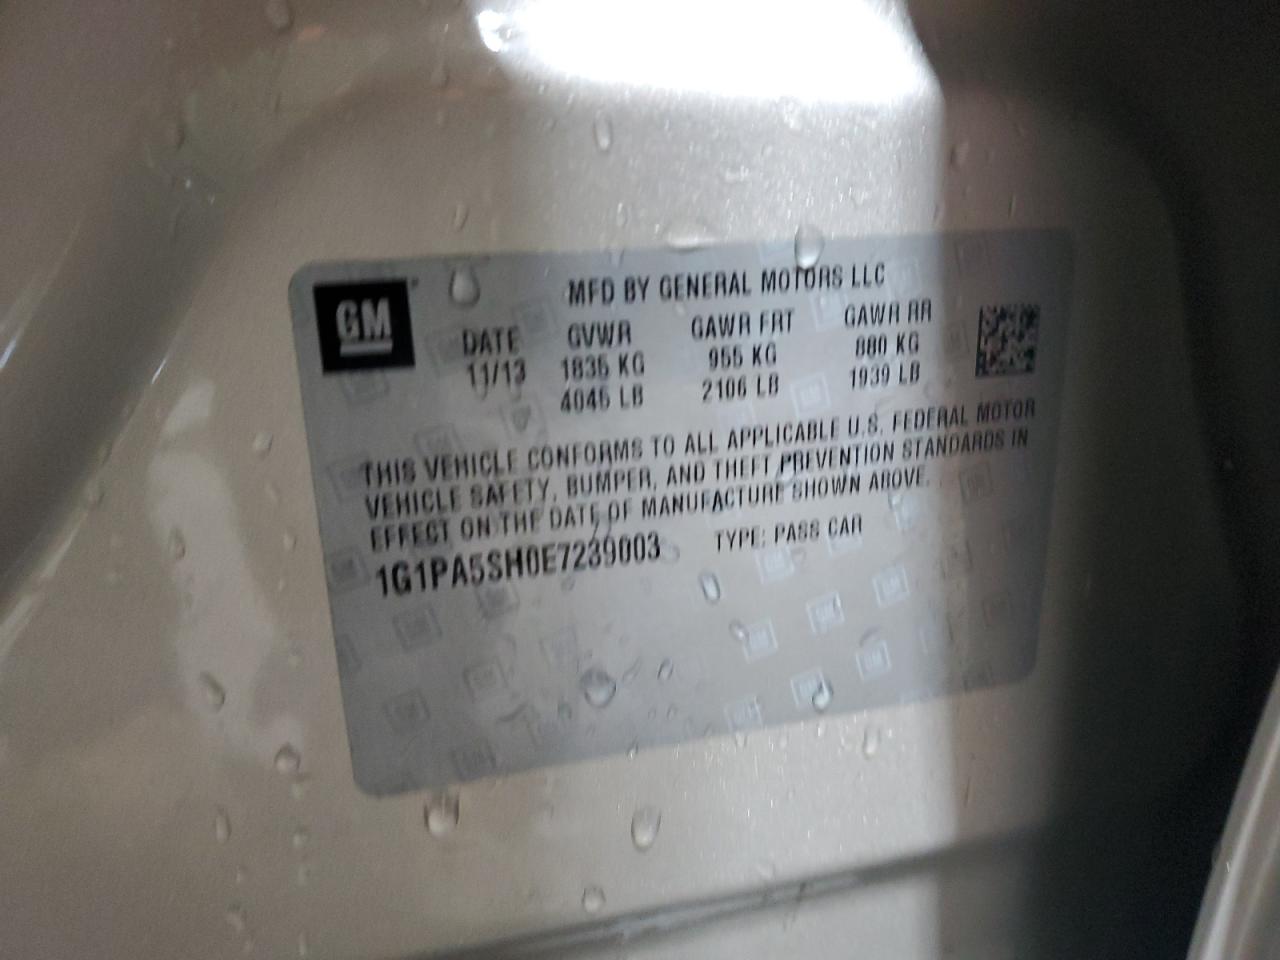 GM
MFD BY GENERAL MOTORS LLC
DATE GVWR GAWR FRT GAWR RR
11/13 1835 KG 955 KG 880 KG
4045 LB 2106 LB 1939 LB
THIS VEHICLE CONFORMS TO ALL APPLICABLE U.S. FEDERAL MOTOR
VEHICLE SAFETY, BUMPER, AND THEFT PREVENTION STANDARDS IN
EFFECT ON THE DATE OF MANUFACTURE SHOWN ABOVE.
1G1PA5SH0E7239003 TYPE: PASS CAR